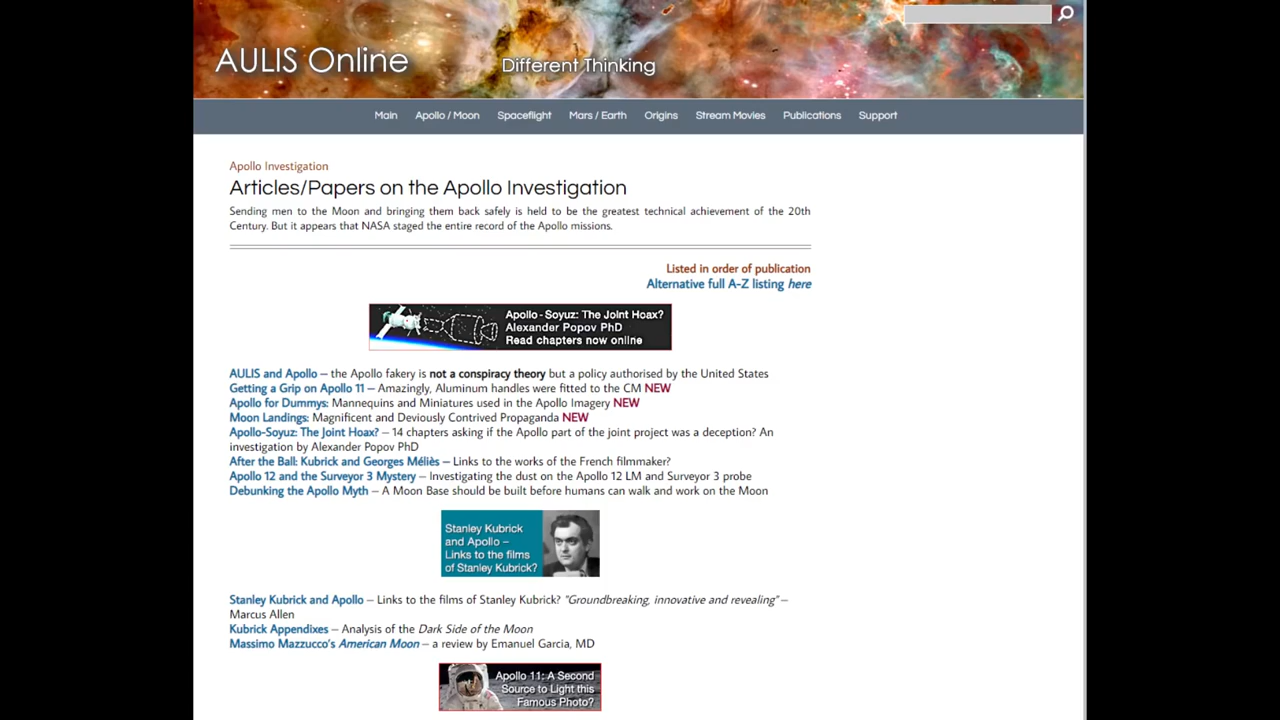 AULIS Online
Different Thinking
Main Apollo / Moon Spaceflight Mars / Earth Origins Stream Movies Publications Support
Apollo Investigation
Articles/Papers on the Apollo Investigation
Sending men to the Moon and bringing them back safely is held to be the greatest technical achievement of the 20th
Century. But it appears that NASA staged the entire record of the Apollo missions.
Listed in order of publication
Alternative full A-Z listing here
Apollo - Soyuz: The Joint Hoax?
Alexander Popov PhD
Read chapters now online
AULIS and Apollo – the Apollo fakery is not a conspiracy theory but a policy authorised by the United States
Getting a Grip on Apollo 11 – Amazingly, Aluminum handles were fitted to the CM NEW
Apollo for Dummys: Mannequins and Miniatures used in the Apollo Imagery NEW
Moon Landings: Magnificent and Deviously Contrived Propaganda NEW
Apollo-Soyuz: The Joint Hoax? – 14 chapters asking if the Apollo part of the joint project was a deception? An
investigation by Alexander Popov PhD
After the Ball: Kubrick and Georges Méliès – Links to the works of the French filmmaker?
Apollo 12 and the Surveyor 3 Mystery – Investigating the dust on the Apollo 12 LM and Surveyor 3 probe
Debunking the Apollo Myth – A Moon Base should be built before humans can walk and work on the Moon
Stanley Kubrick
and Apollo –
Links to the films
of Stanley Kubrick?
Stanley Kubrick and Apollo – Links to the films of Stanley Kubrick? "Groundbreaking, innovative and revealing" –
Marcus Allen
Kubrick Appendixes – Analysis of the Dark Side of the Moon
Massimo Mazzucco's American Moon – a review by Emanuel Garcia, MD
Apollo 11: A Second
Source to Light this
Famous Photo?